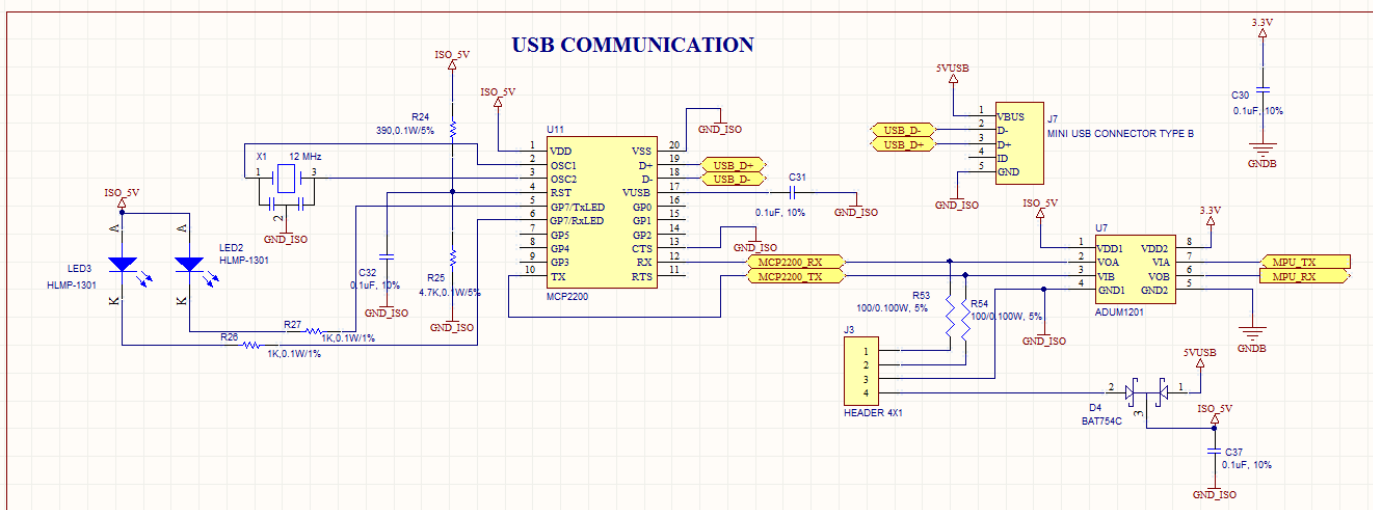 USB COMMUNICATION
3.3V
C30
0.1uF, 10%
GNDB
ISO_5V
R24
390,0.1W/5%
ISO_5V
U11
1 VDD VSS 20
2 OSC1 D+ 19
3 OSC2 D- 18
4 RST VUSB 17
5 GP7/TxLED GP0 16
6 GP7/RxLED GP1 15
7 GP5 GP2 14
8 GP4 CTS 13
9 GP3 RX 12
10 TX RTS 11
MCP2200
GND_ISO
USB_D+
USB_D-
C31
0.1uF, 10%
GND_ISO
GND_ISO
MCP2200_RX
MCP2200_TX
X1 12 MHz
1 3
2
GND_ISO
ISO_5V
A A
LED3
HLMP-1301
LED2
HLMP-1301
K K
R27
1K,0.1W/1%
R26
1K,0.1W/1%
C32
0.1uF, 10%
GND_ISO
R25
4.7K,0.1W/5%
GND_ISO
5VUSB
J7
1 VBUS
2 D-
3 D+
4 ID
5 GND
USB_D-
USB_D+
MINI USB CONNECTOR TYPE B
GND_ISO
ISO_5V
U7
3.3V
1 VDD1 VDD2 8
2 VOA VIA 7
3 VIB VOB 6
4 GND1 GND2 5
ADUM1201
MPU_TX
MPU_RX
GNDB
R53
100/0.100W, 5%
R54
100/0.100W, 5%
GND_ISO
J3
1
2
3
4
HEADER 4X1
5VUSB
2 1
3
D4
BAT754C
ISO_5V
C37
0.1uF, 10%
GND_ISO